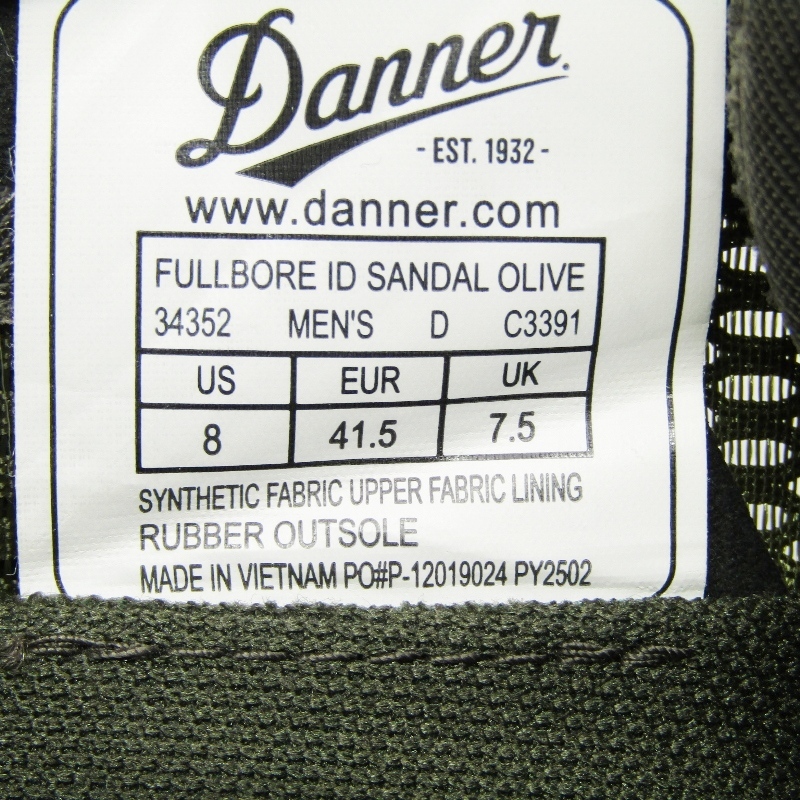 Danner.
- EST. 1932 -
www.danner.com
FULLBORE ID SANDAL OLIVE
34352 MEN'S D C3391
US EUR UK
8 41.5 7.5
SYNTHETIC FABRIC UPPER FABRIC LINING
RUBBER OUTSOLE
MADE IN VIETNAM PO#P-12019024 PY2502